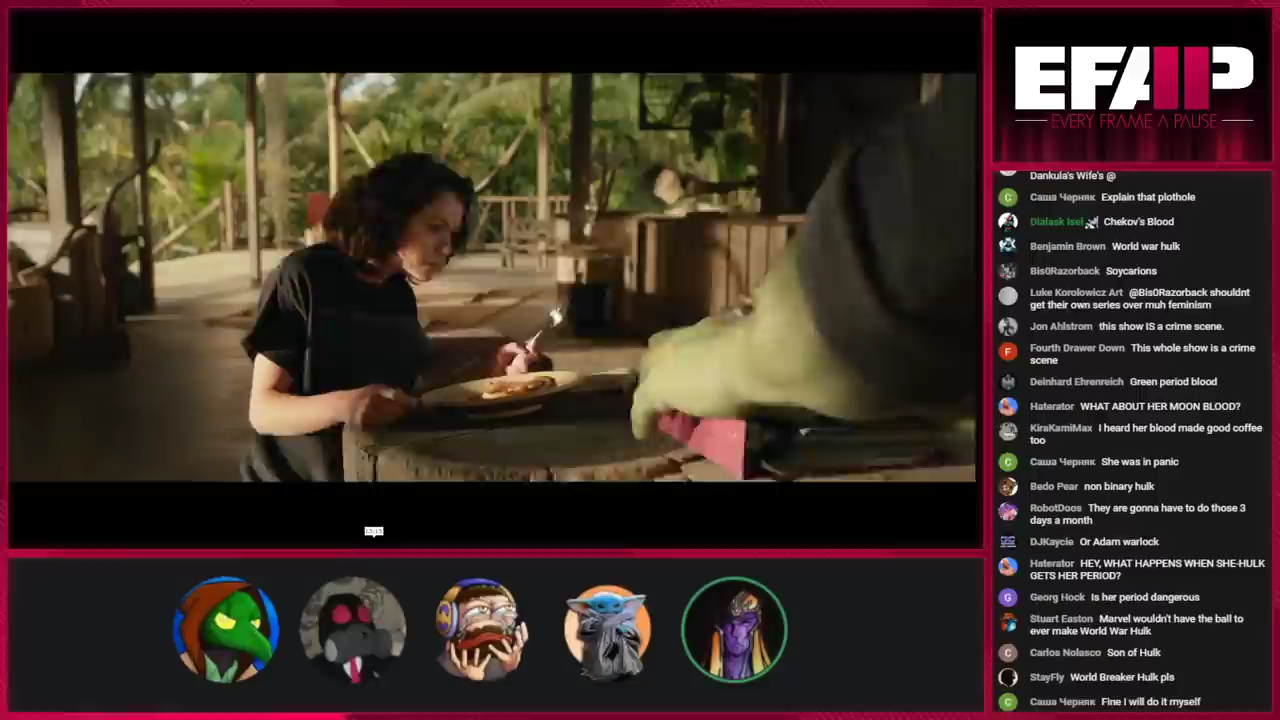 EFAP
EVERY FRAME A PAUSE
Dankula's Wife's @
Саша Черняк Explain that plothole
Dialask Isel Chekov's Blood
Benjamin Brown World war hulk
Bis0Razorback Soycarions
Luke Korolowicz Art @Bis0Razorback shouldnt
get their own series over muh feminism
Jon Ahlstrom this show IS a crime scene.
Fourth Drawer Down This whole show is a crime
scene
Deinhard Ehrenreich Green period blood
Haterator WHAT ABOUT HER MOON BLOOD?
KiraKamiMax I heard her blood made good coffee
too
Саша Черняк She was in panic
Bedo Pear non binary hulk
RobotDoos They are gonna have to do those 3
days a month
DJKaycie Or Adam warlock
Haterator HEY, WHAT HAPPENS WHEN SHE-HULK
GETS HER PERIOD?
Georg Hock Is her period dangerous
Stuart Easton Marvel wouldn't have the ball to
ever make World War Hulk
Carlos Nolasco Son of Hulk
StayFly World Breaker Hulk pls
Саша Черняк Fine I will do it myself